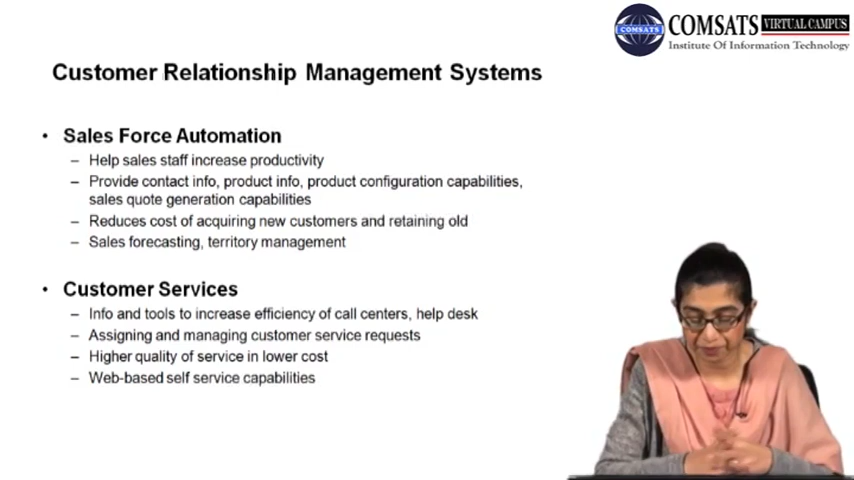 COMSATS
COMSATS VIRTUAL CAMPUS
Institute Of Information Technology
Customer Relationship Management Systems
• Sales Force Automation
– Help sales staff increase productivity
– Provide contact info, product info, product configuration capabilities,
sales quote generation capabilities
– Reduces cost of acquiring new customers and retaining old
– Sales forecasting, territory management
• Customer Services
– Info and tools to increase efficiency of call centers, help desk
– Assigning and managing customer service requests
– Higher quality of service in lower cost
– Web-based self service capabilities